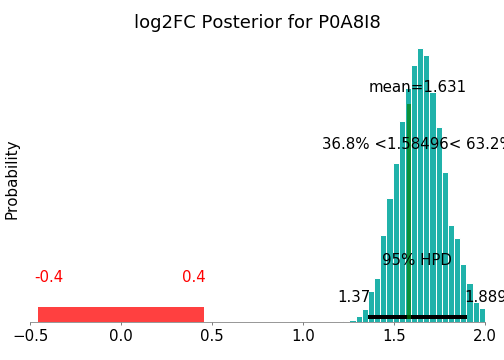 log2FC Posterior for P0A8I8
mean=1.631
36.8% <1.58496< 63.2%
Probability
95% HPD
-0.4 0.4
1.37 1.889
−0.5 0.0 0.5 1.0 1.5 2.0